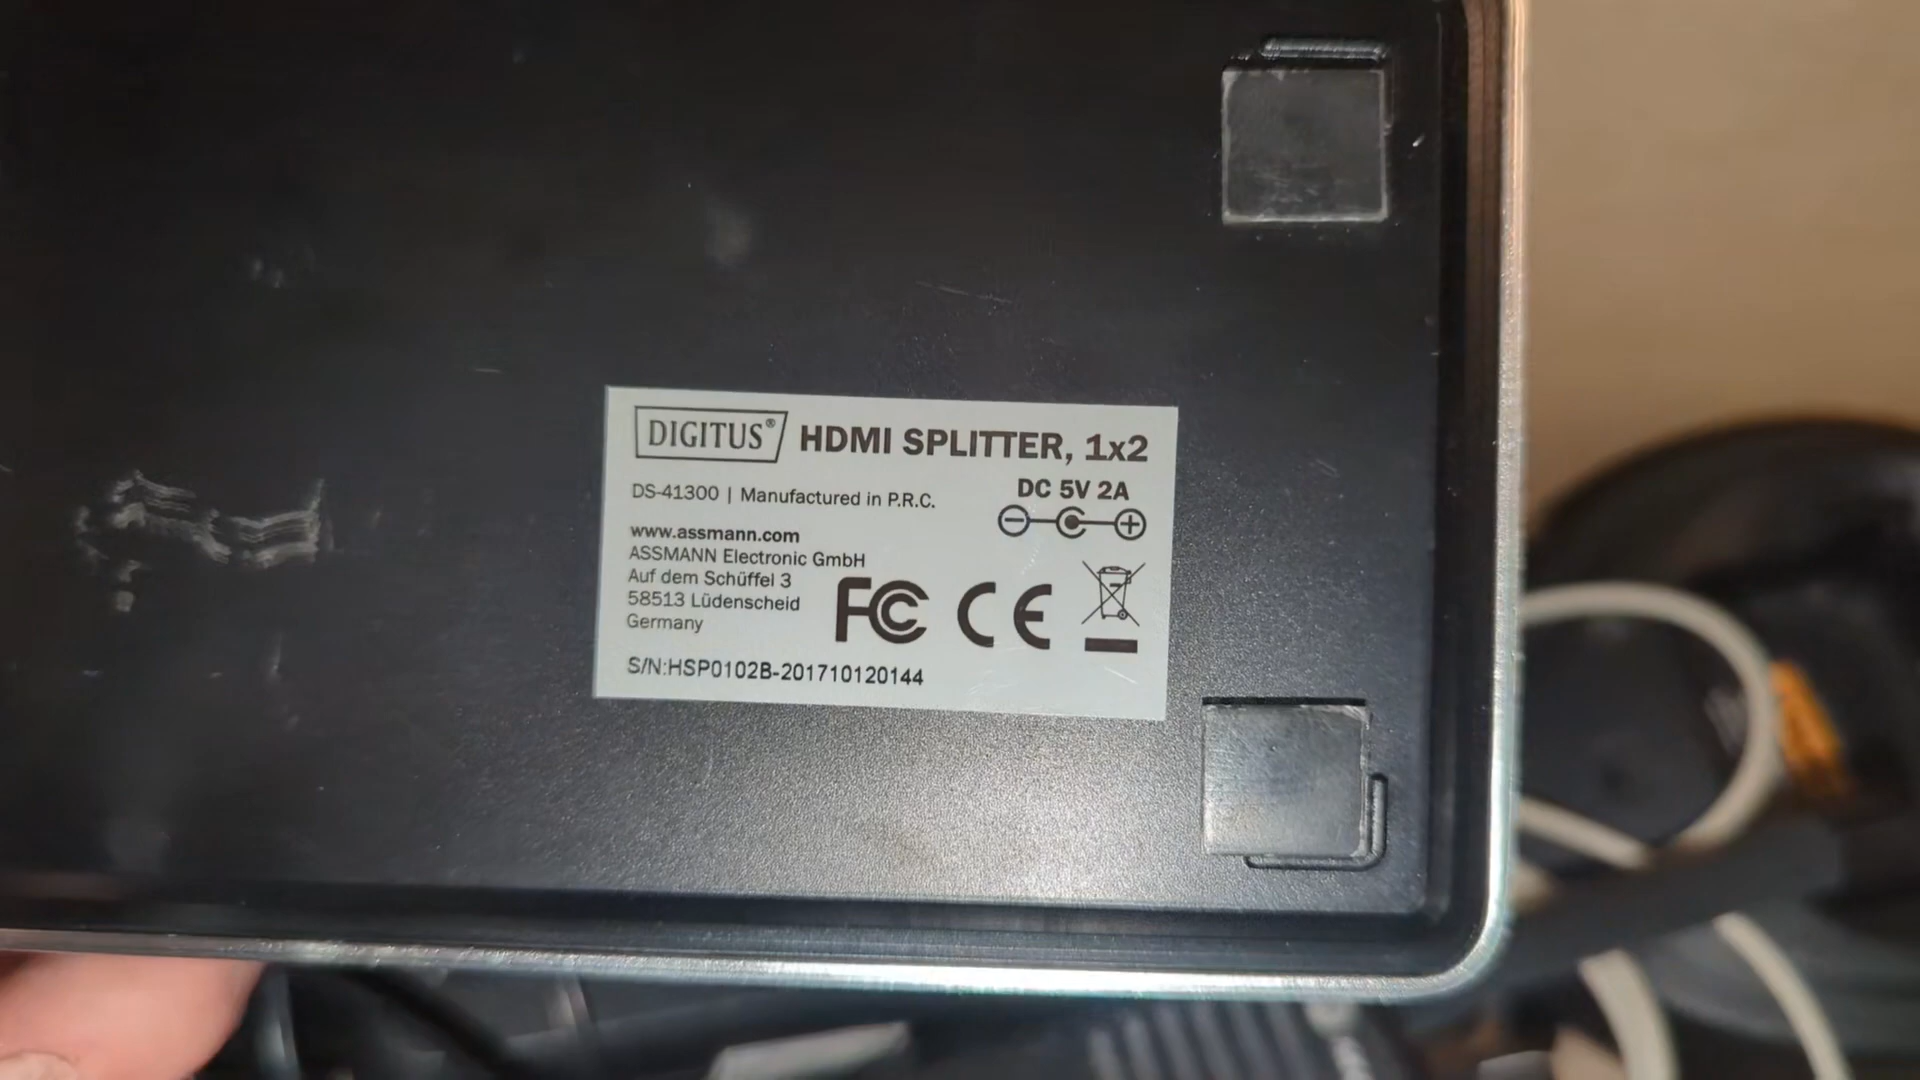 DIGITUS® HDMI SPLITTER, 1x2
DS-41300 | Manufactured in P.R.C.
DC 5V 2A
www.assmann.com
ASSMANN Electronic GmbH
Auf dem Schüffel 3
58513 Lüdenscheid
Germany
FC CE
S/N:HSP0102B-201710120144